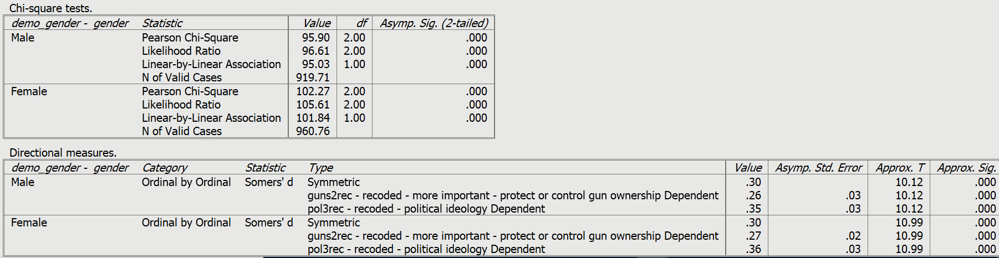 Chi-square tests.
demo_gender - gender Statistic Value df Asymp. Sig. (2-tailed)
Male Pearson Chi-Square 95.90 2.00 .000
Likelihood Ratio 96.61 2.00 .000
Linear-by-Linear Association 95.03 1.00 .000
N of Valid Cases 919.71
Female Pearson Chi-Square 102.27 2.00 .000
Likelihood Ratio 105.61 2.00 .000
Linear-by-Linear Association 101.84 1.00 .000
N of Valid Cases 960.76
Directional measures.
demo_gender - gender Category Statistic Type Value Asymp. Std. Error Approx. T Approx. Sig.
Male Ordinal by Ordinal Somers' d Symmetric .30 10.12 .000
guns2rec - recoded - more important - protect or control gun ownership Dependent .26 .03 10.12 .000
pol3rec - recoded - political ideology Dependent .35 .03 10.12 .000
Female Ordinal by Ordinal Somers' d Symmetric .30 10.99 .000
guns2rec - recoded - more important - protect or control gun ownership Dependent .27 .02 10.99 .000
pol3rec - recoded - political ideology Dependent .36 .03 10.99 .000